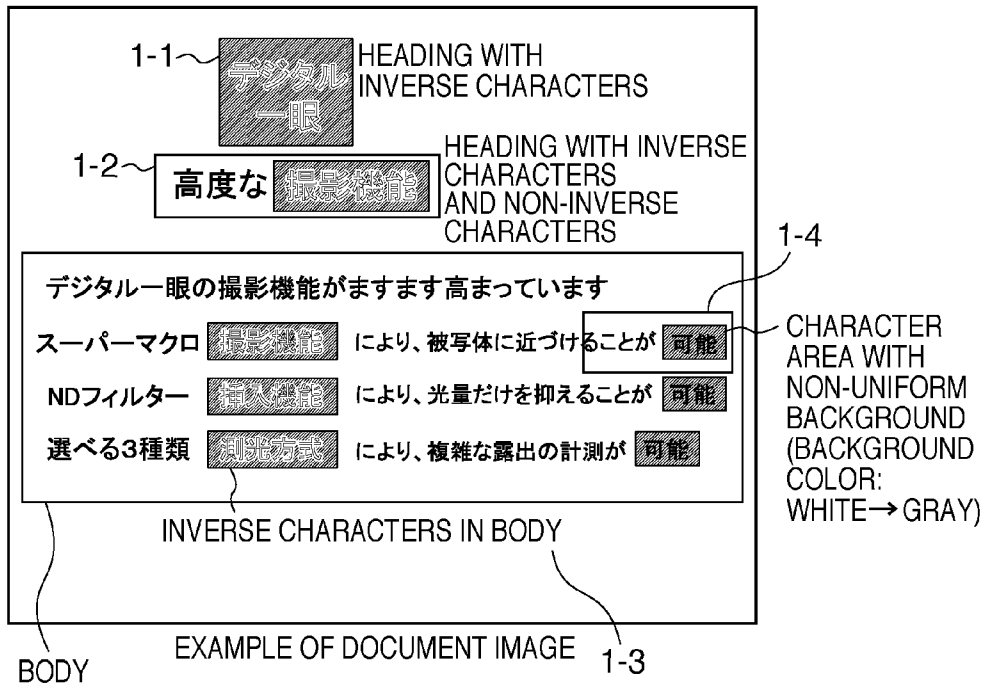 1-1
デジタル
一眼
HEADING WITH
INVERSE CHARACTERS
1-2
高度な 撮影機能
HEADING WITH INVERSE
CHARACTERS
AND NON-INVERSE
CHARACTERS
1-4
デジタル一眼の撮影機能がますます高まっています
スーパーマクロ 撮影機能 により、被写体に近づけることが 可能
NDフィルター 挿入機能 により、光量だけを抑えることが 可能
選べる3種類 測光方式 により、複雑な露出の計測が 可能
CHARACTER
AREA WITH
NON-UNIFORM
BACKGROUND
(BACKGROUND
COLOR:
WHITE→GRAY)
INVERSE CHARACTERS IN BODY
EXAMPLE OF DOCUMENT IMAGE
1-3
BODY